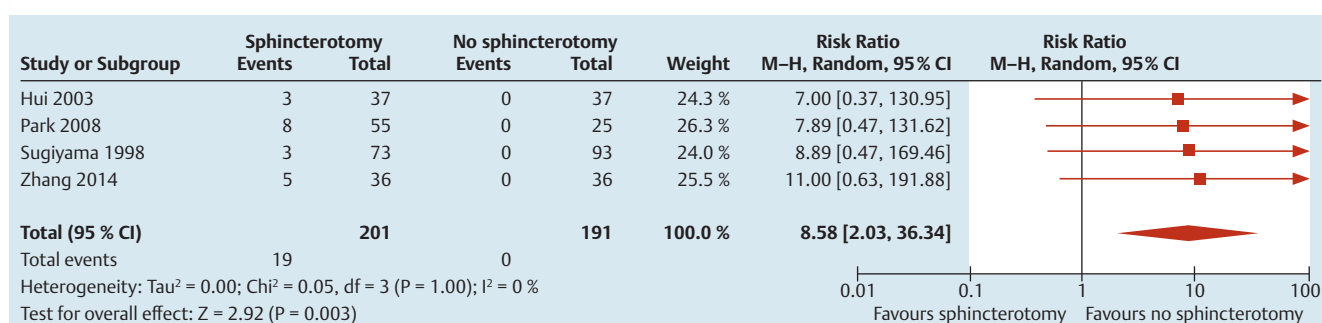 Sphincterotomy No sphincterotomy Risk Ratio Risk Ratio
Study or Subgroup Events Total Events Total Weight M–H, Random, 95% CI M–H, Random, 95% CI
Hui 2003 3 37 0 37 24.3 % 7.00 [0.37, 130.95]
Park 2008 8 55 0 25 26.3 % 7.89 [0.47, 131.62]
Sugiyama 1998 3 73 0 93 24.0 % 8.89 [0.47, 169.46]
Zhang 2014 5 36 0 36 25.5 % 11.00 [0.63, 191.88]
Total (95 % CI) 201 191 100.0 % 8.58 [2.03, 36.34]
Total events 19 0
Heterogeneity: Tau² = 0.00; Chi² = 0.05, df = 3 (P = 1.00); I² = 0 %
Test for overall effect: Z = 2.92 (P = 0.003)
0.01 0.1 1 10 100
Favours sphincterotomy Favours no sphincterotomy